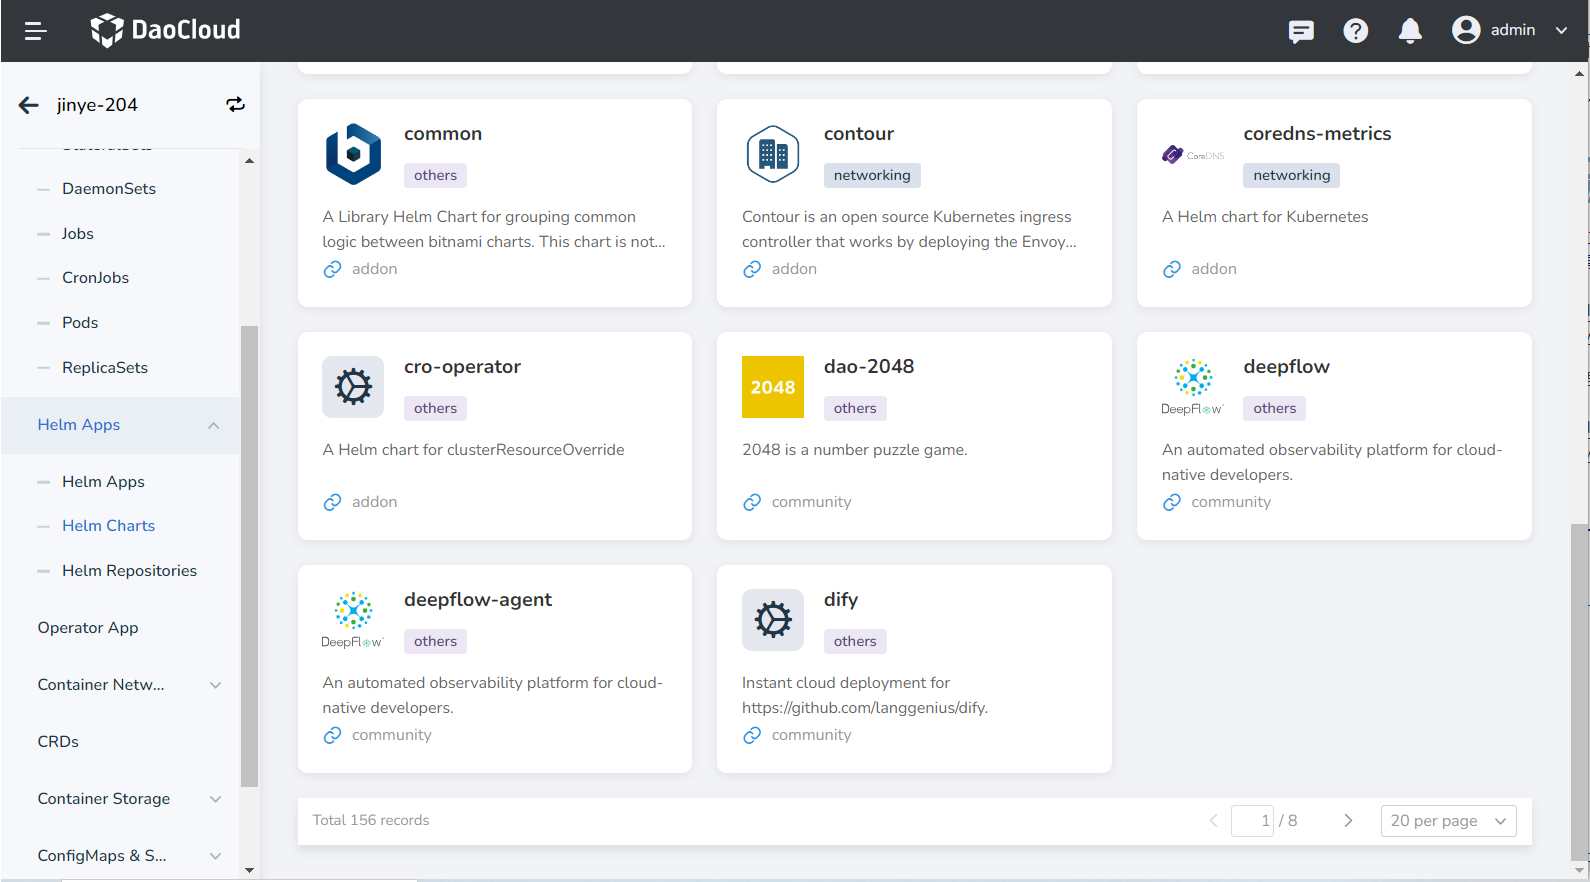 DaoCloud
admin
jinye-204
DaemonSets
Jobs
CronJobs
Pods
ReplicaSets
Helm Apps
Helm Apps
Helm Charts
Helm Repositories
Operator App
Container Netw...
CRDs
Container Storage
ConfigMaps & S...
common
others
A Library Helm Chart for grouping common
logic between bitnami charts. This chart is not...
addon
contour
networking
Contour is an open source Kubernetes ingress
controller that works by deploying the Envoy...
addon
coredns-metrics
CoreDNS
networking
A Helm chart for Kubernetes
addon
cro-operator
others
A Helm chart for clusterResourceOverride
addon
2048
dao-2048
others
2048 is a number puzzle game.
community
DeepFlow
deepflow
others
An automated observability platform for cloud-
native developers.
community
DeepFlow
deepflow-agent
others
An automated observability platform for cloud-
native developers.
community
dify
others
Instant cloud deployment for
https://github.com/langgenius/dify.
community
Total 156 records
1 / 8
20 per page